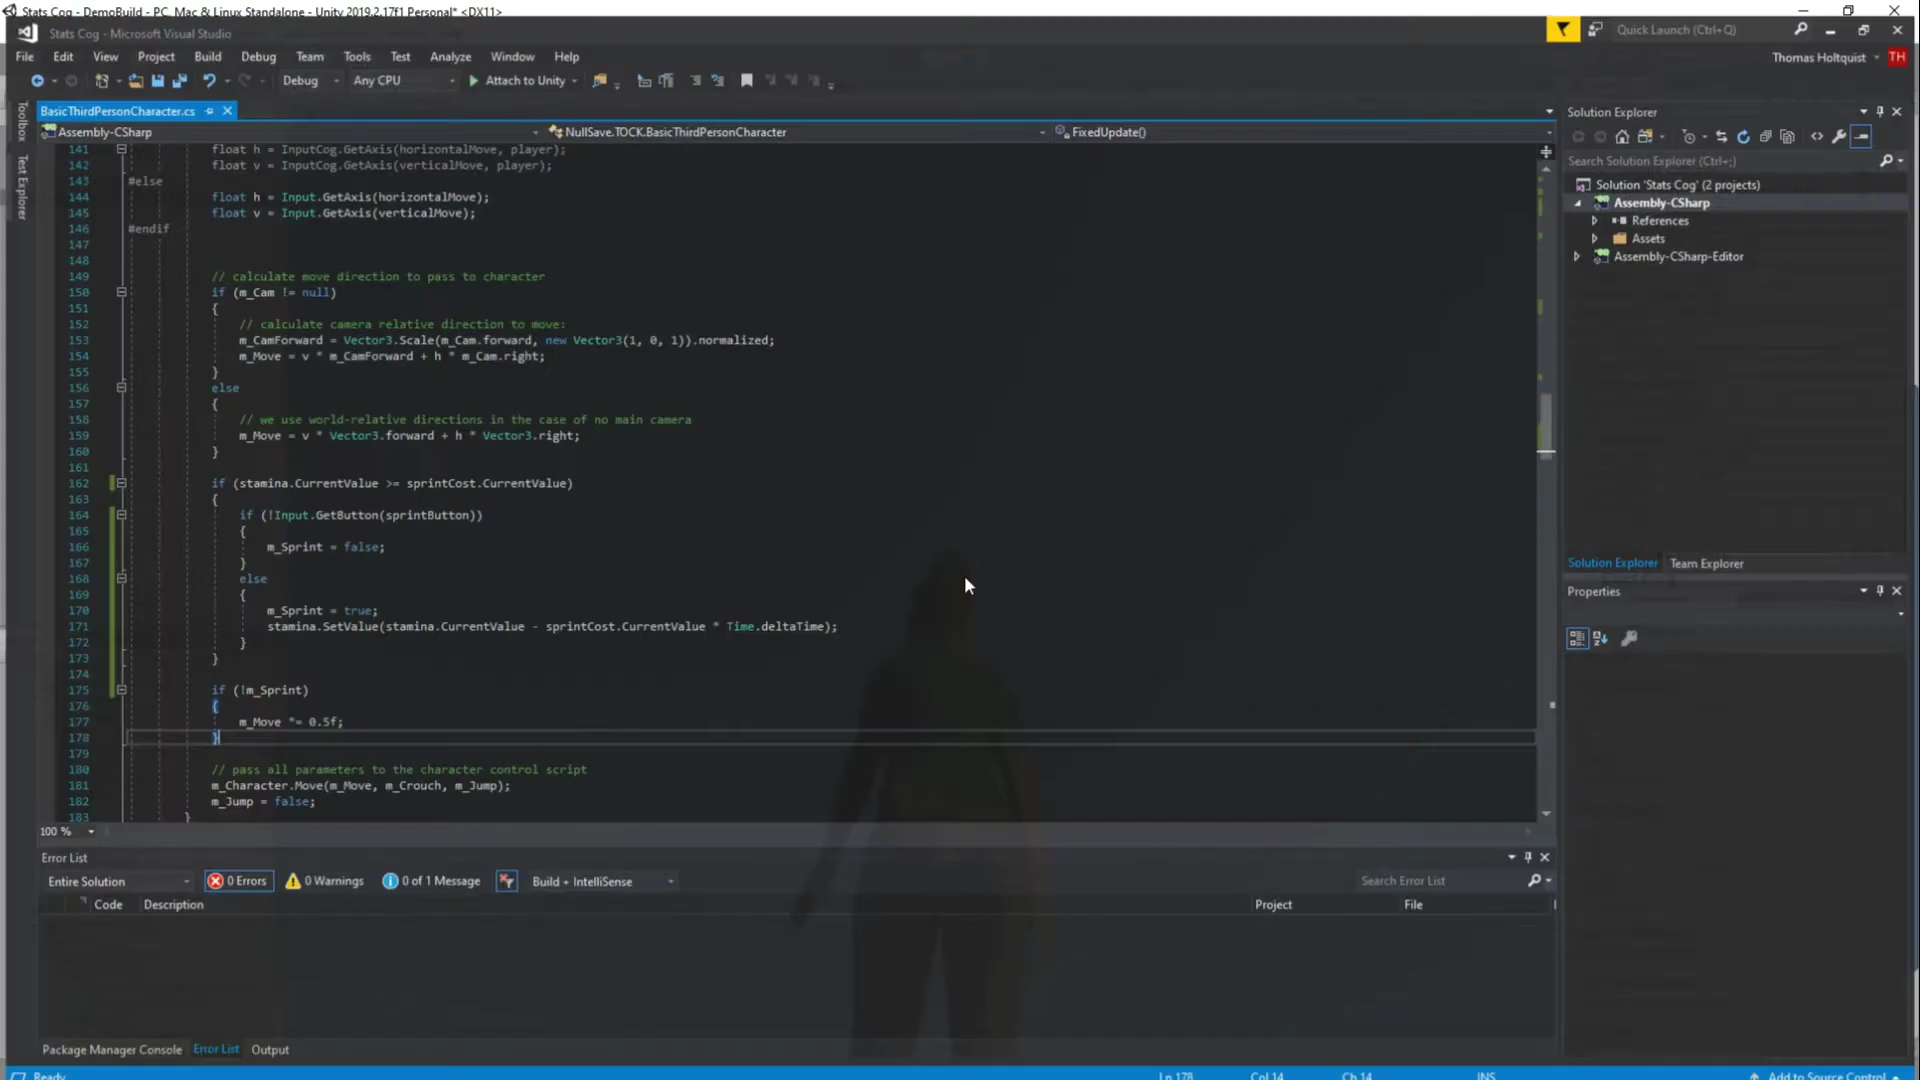 Stats Cog - DemoBuild - PC, Mac & Linux Standalone - Unity 2019.2.17f1 Personal* <DX11>
Stats Cog - Microsoft Visual Studio
Quick Launch (Ctrl+Q)
File Edit View Project Build Debug Team Tools Test Analyze Window Help
Thomas Holtquist TH
Debug Any CPU Attach to Unity
Toolbox
Test Explorer
BasicThirdPersonCharacter.cs
Assembly-CSharp NullSave.TOCK.BasicThirdPersonCharacter FixedUpdate()
141 float h = InputCog.GetAxis(horizontalMove, player);
142 float v = InputCog.GetAxis(verticalMove, player);
143 #else
144 float h = Input.GetAxis(horizontalMove);
145 float v = Input.GetAxis(verticalMove);
146 #endif
147
148
149 // calculate move direction to pass to character
150 if (m_Cam != null)
151 {
152 // calculate camera relative direction to move:
153 m_CamForward = Vector3.Scale(m_Cam.forward, new Vector3(1, 0, 1)).normalized;
154 m_Move = v * m_CamForward + h * m_Cam.right;
155 }
156 else
157 {
158 // we use world-relative directions in the case of no main camera
159 m_Move = v * Vector3.forward + h * Vector3.right;
160 }
161
162 if (stamina.CurrentValue >= sprintCost.CurrentValue)
163 {
164 if (!Input.GetButton(sprintButton))
165 {
166 m_Sprint = false;
167 }
168 else
169 {
170 m_Sprint = true;
171 stamina.SetValue(stamina.CurrentValue - sprintCost.CurrentValue * Time.deltaTime);
172 }
173 }
174
175 if (!m_Sprint)
176 {
177 m_Move *= 0.5f;
178 }
179
180 // pass all parameters to the character control script
181 m_Character.Move(m_Move, m_Crouch, m_Jump);
182 m_Jump = false;
183 }
100 %
Solution Explorer
Search Solution Explorer (Ctrl+;)
Solution 'Stats Cog' (2 projects)
Assembly-CSharp
References
Assets
Assembly-CSharp-Editor
Solution Explorer Team Explorer
Properties
Error List
Entire Solution 0 Errors 0 Warnings 0 of 1 Message Build + IntelliSense Search Error List
Code Description Project File
Package Manager Console Error List Output
Ready Ln 178 Col 14 Ch 14 INS Add to Source Control